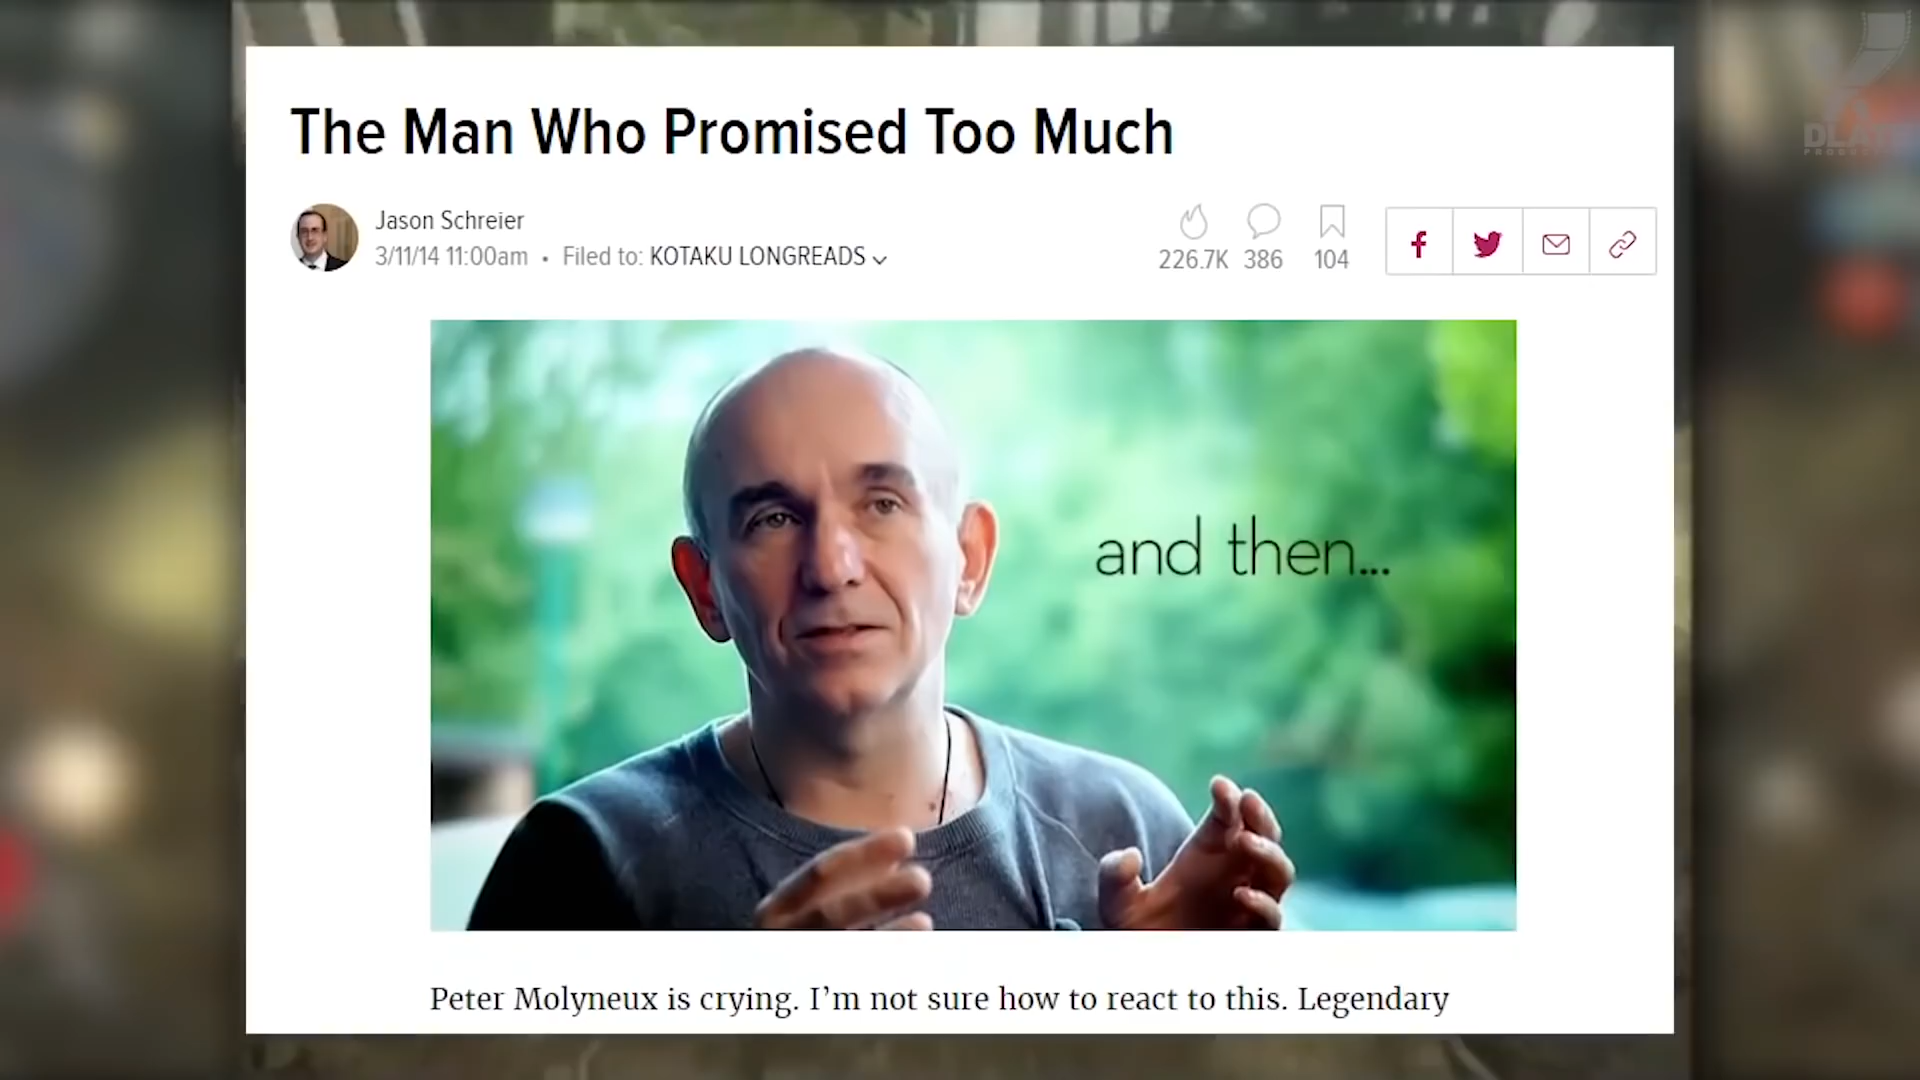 The Man Who Promised Too Much
Jason Schreier
3/11/14 11:00am • Filed to: KOTAKU LONGREADS
226.7K 386 104
and then...
Peter Molyneux is crying. I’m not sure how to react to this. Legendary